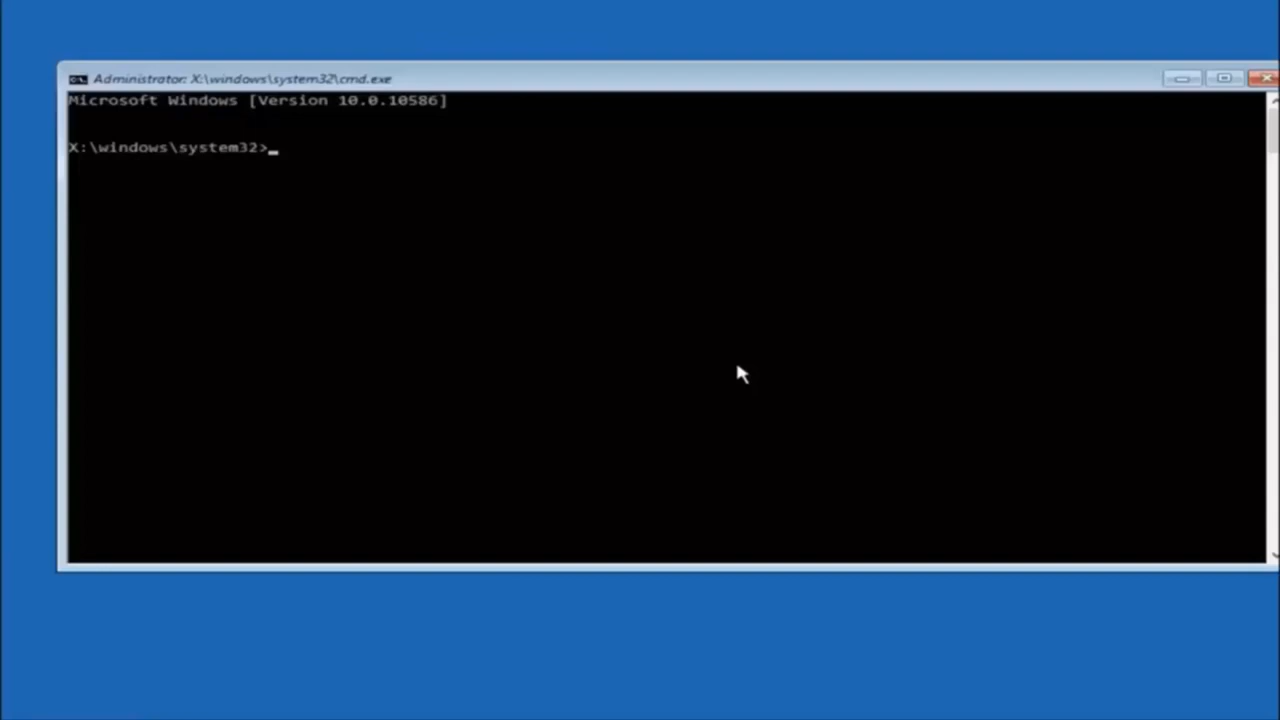 Administrator: X:\windows\system32\cmd.exe
Microsoft Windows [Version 10.0.10586]
X:\windows\system32>_